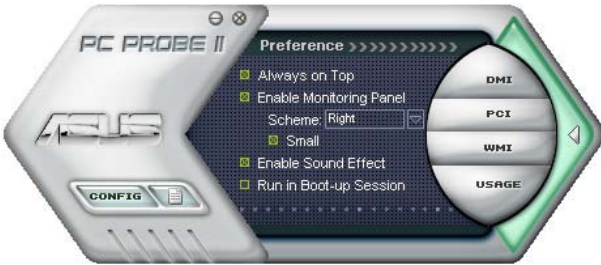 PC PROBE II
ASUS
CONFIG
Preference >>>>>>>>>>>
Always on Top
Enable Monitoring Panel
Scheme: Right
Small
Enable Sound Effect
Run in Boot-up Session
DMI
PCI
WMI
USAGE